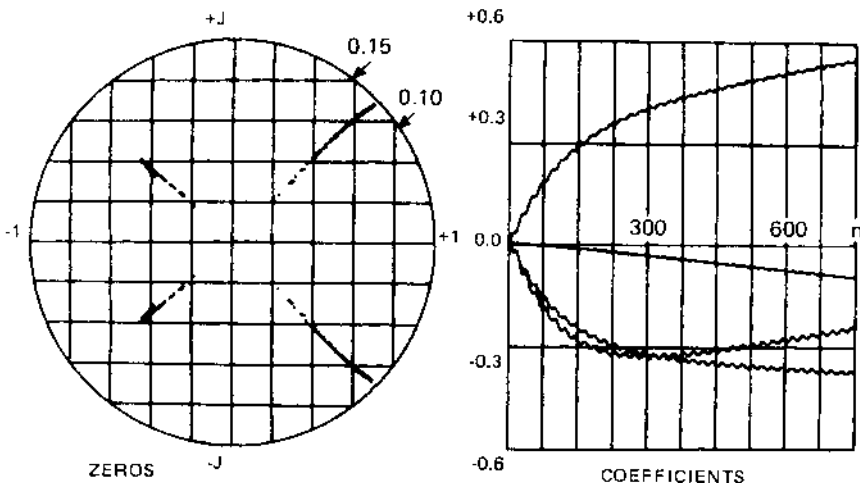 +J
0.15
0.10
-1
+1
-J
ZEROS
+0.6
+0.3
0.0
-0.3
-0.6
300
600
n
COEFFICIENTS